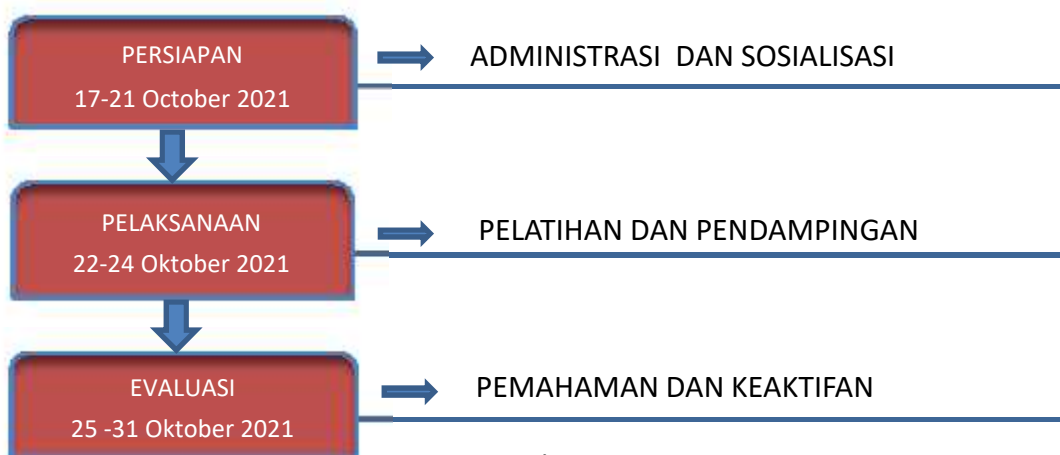 PERSIAPAN
17-21 October 2021
ADMINISTRASI DAN SOSIALISASI
PELAKSANAAN
22-24 Oktober 2021
PELATIHAN DAN PENDAMPINGAN
EVALUASI
25 -31 Oktober 2021
PEMAHAMAN DAN KEAKTIFAN